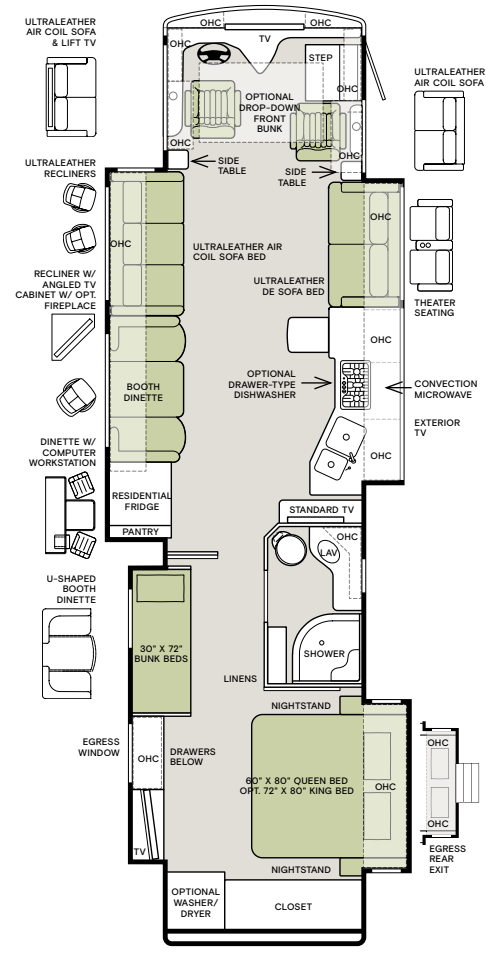 ULTRALEATHER
AIR COIL SOFA
& LIFT TV
OHC
OHC
TV
OHC
STEP
OHC
OPTIONAL
DROP-DOWN
FRONT
BUNK
ULTRALEATHER
AIR COIL SOFA
OHC
OHC
SIDE
TABLE
SIDE
TABLE
ULTRALEATHER
RECLINERS
OHC
OHC
ULTRALEATHER AIR
COIL SOFA BED
ULTRALEATHER
DE SOFA BED
THEATER
SEATING
RECLINER W/
ANGLED TV
CABINET W/ OPT.
FIREPLACE
OHC
BOOTH
DINETTE
OPTIONAL
DRAWER-TYPE
DISHWASHER
CONVECTION
MICROWAVE
EXTERIOR
TV
OHC
DINETTE W/
COMPUTER
WORKSTATION
RESIDENTIAL
FRIDGE
PANTRY
STANDARD TV
OHC
LAV
U-SHAPED
BOOTH
DINETTE
30" X 72"
BUNK BEDS
SHOWER
LINENS
NIGHTSTAND
EGRESS
WINDOW
OHC
DRAWERS
BELOW
60" X 80" QUEEN BED
OPT. 72" X 80" KING BED
OHC
OHC
OHC
EGRESS
REAR
EXIT
TV
NIGHTSTAND
OPTIONAL
WASHER/
DRYER
CLOSET